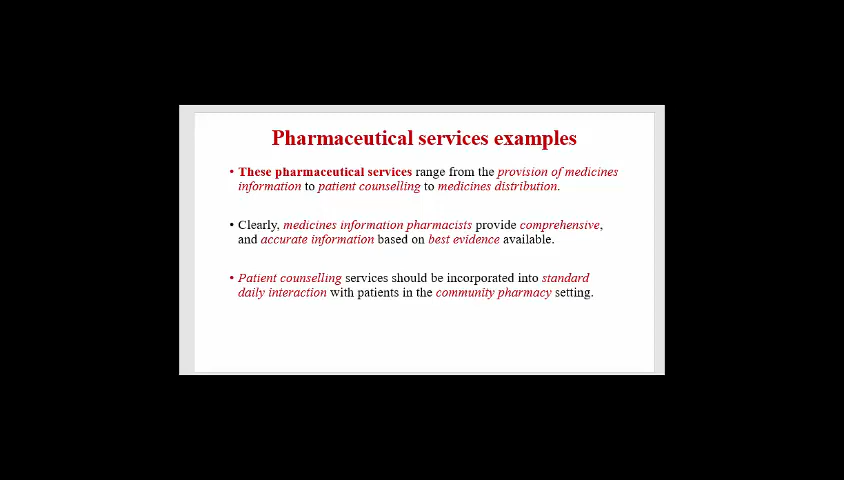 Pharmaceutical services examples
• These pharmaceutical services range from the provision of medicines
information to patient counselling to medicines distribution.
• Clearly, medicines information pharmacists provide comprehensive,
and accurate information based on best evidence available.
• Patient counselling services should be incorporated into standard
daily interaction with patients in the community pharmacy setting.